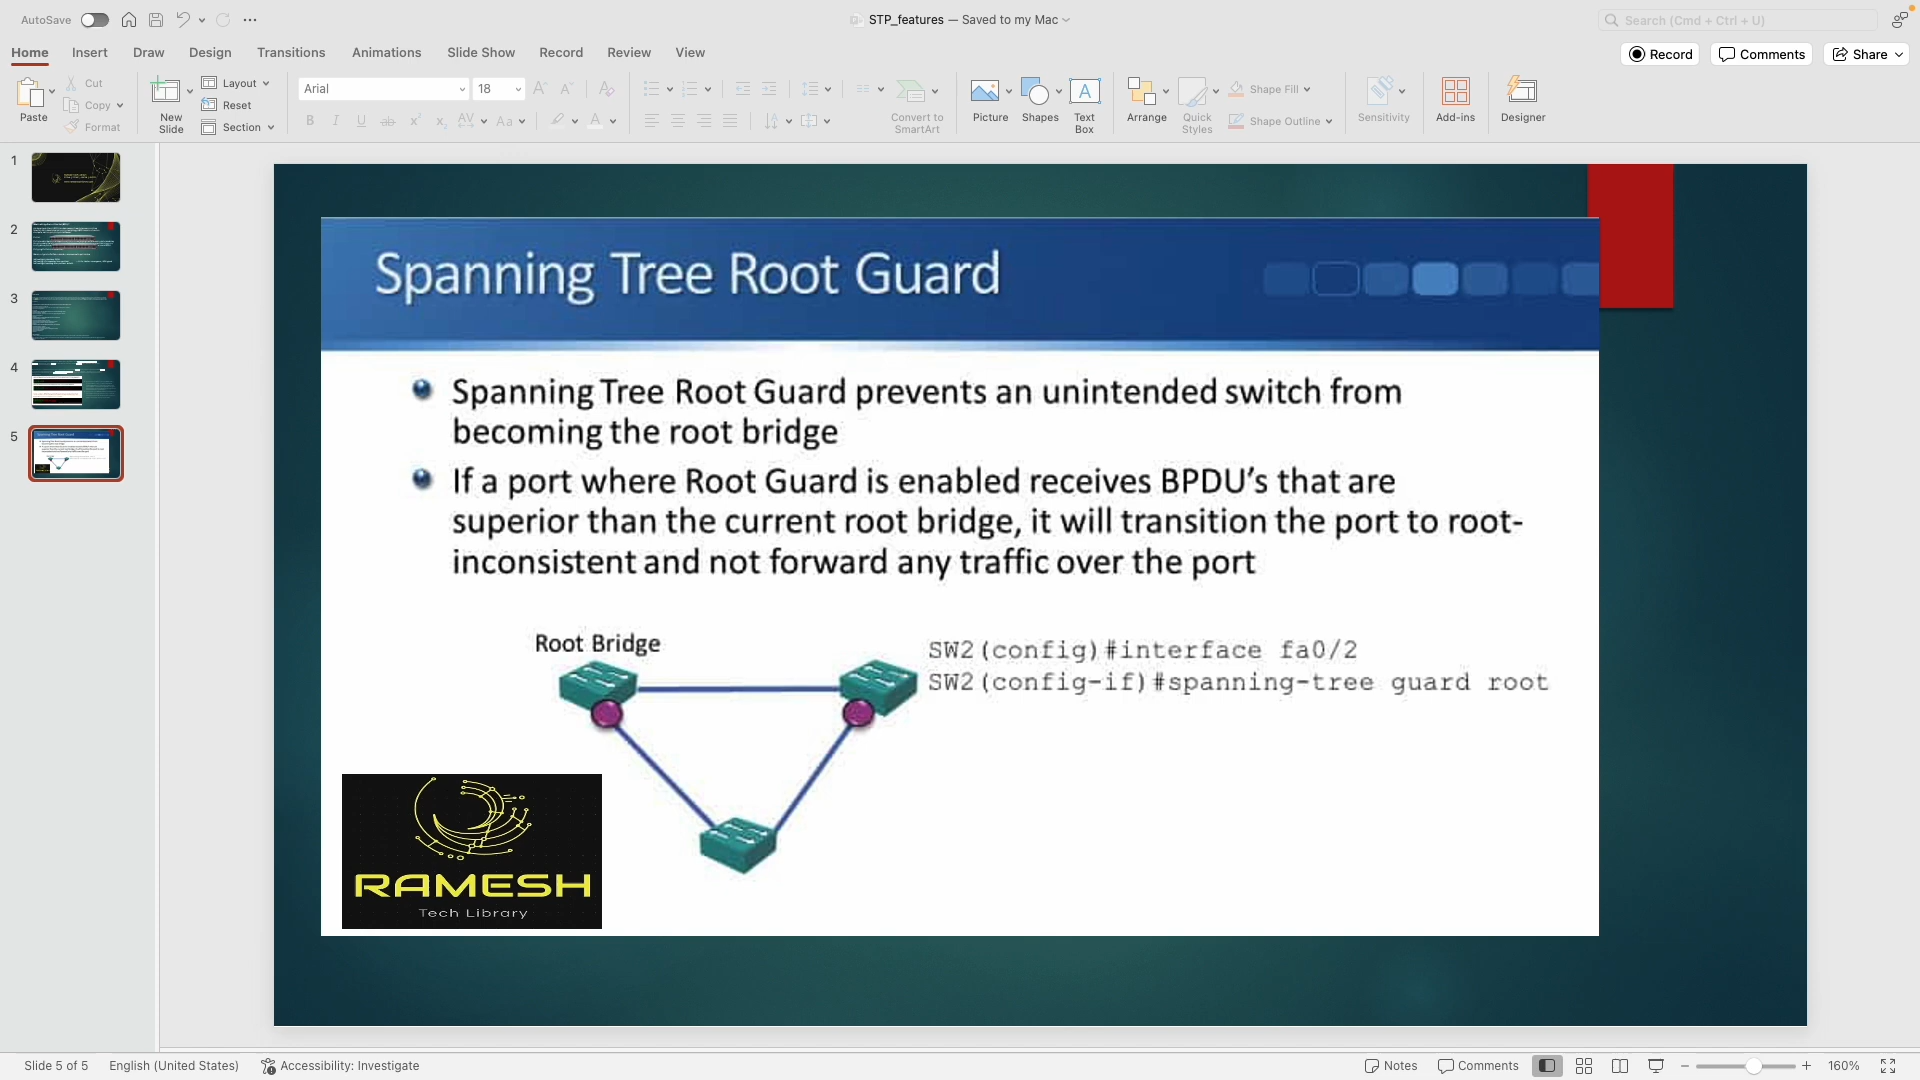 AutoSave
STP_features — Saved to my Mac
Search (Cmd + Ctrl + U)
Home Insert Draw Design Transitions Animations Slide Show Record Review View
Record Comments Share
Paste
Cut
Copy
Format
New Slide
Layout
Reset
Section
Arial 18
B I U ab x² x₂ AV Aa A
Convert to SmartArt
Picture
Shapes
Text Box
A
Arrange
Quick Styles
Shape Fill
Shape Outline
Sensitivity
Add-ins
Designer
1
2
3
4
5
Spanning Tree Root Guard
Spanning Tree Root Guard prevents an unintended switch from
becoming the root bridge
If a port where Root Guard is enabled receives BPDU’s that are
superior than the current root bridge, it will transition the port to root-
inconsistent and not forward any traffic over the port
Root Bridge
SW2(config)#interface fa0/2
SW2(config-if)#spanning-tree guard root
RAMESH
Tech Library
Slide 5 of 5 English (United States) Accessibility: Investigate
Notes Comments 160%